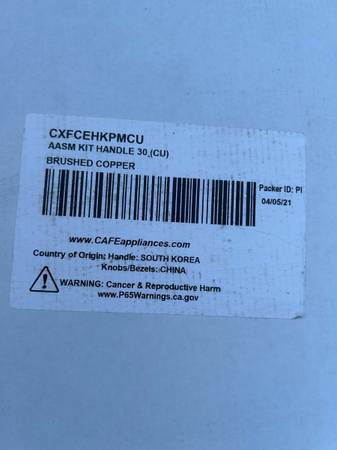 CXFCEHKPMCU
AASM KIT HANDLE 30,(CU)
BRUSHED COPPER
Packer ID: PI
04/05/21
www.CAFEappliances.com
Country of Origin: Handle: SOUTH KOREA
Knobs/Bezels: CHINA
WARNING: Cancer & Reproductive Harm
www.P65Warnings.ca.gov